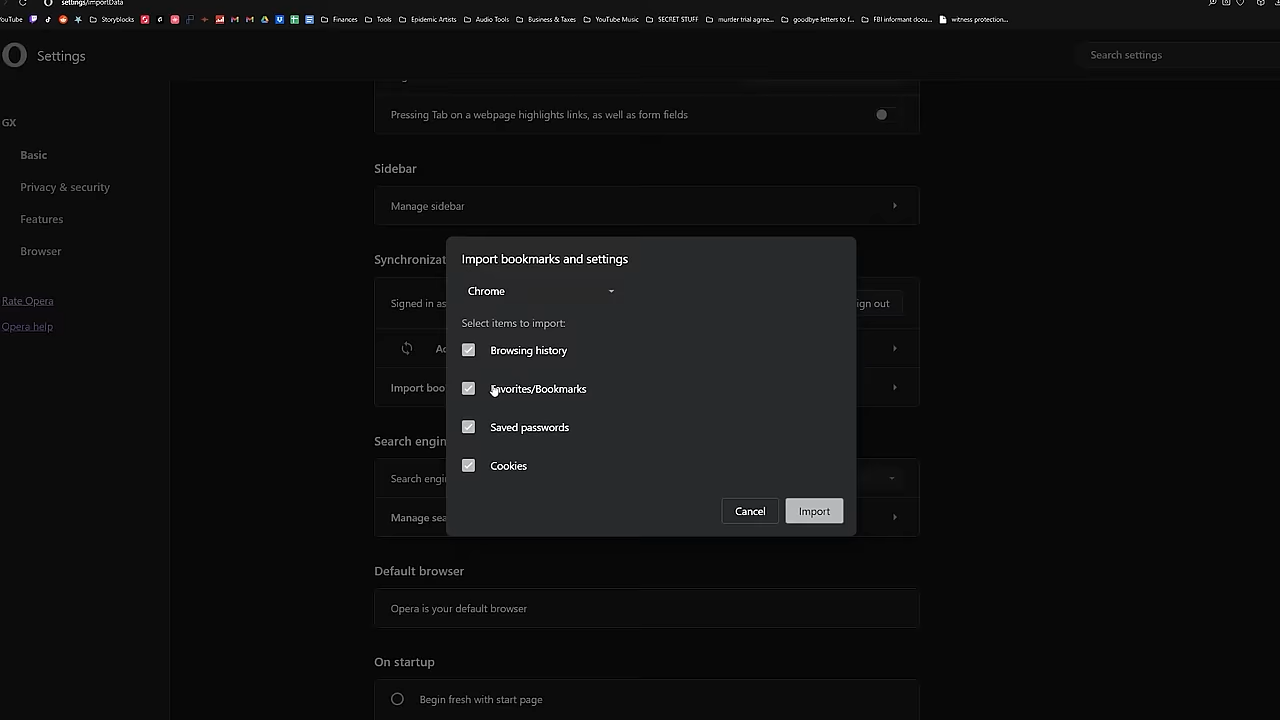 settings/importData
YouTube
Storyblocks
Finances
Tools
Epidemic Artists
Audio Tools
Business & Taxes
YouTube Music
SECRET STUFF
murder trial agree...
goodbye letters to f...
FBI informant docu...
witness protection...
Settings
Search settings
Pressing Tab on a webpage highlights links, as well as form fields
GX
Basic
Privacy & security
Features
Browser
Rate Opera
Opera help
Sidebar
Manage sidebar
Synchronizat
Signed in as
ign out
Import boo
Search engin
Search engi
Manage sea
Import bookmarks and settings
Chrome
Select items to import:
Browsing history
Favorites/Bookmarks
Saved passwords
Cookies
Cancel
Import
Default browser
Opera is your default browser
On startup
Begin fresh with start page